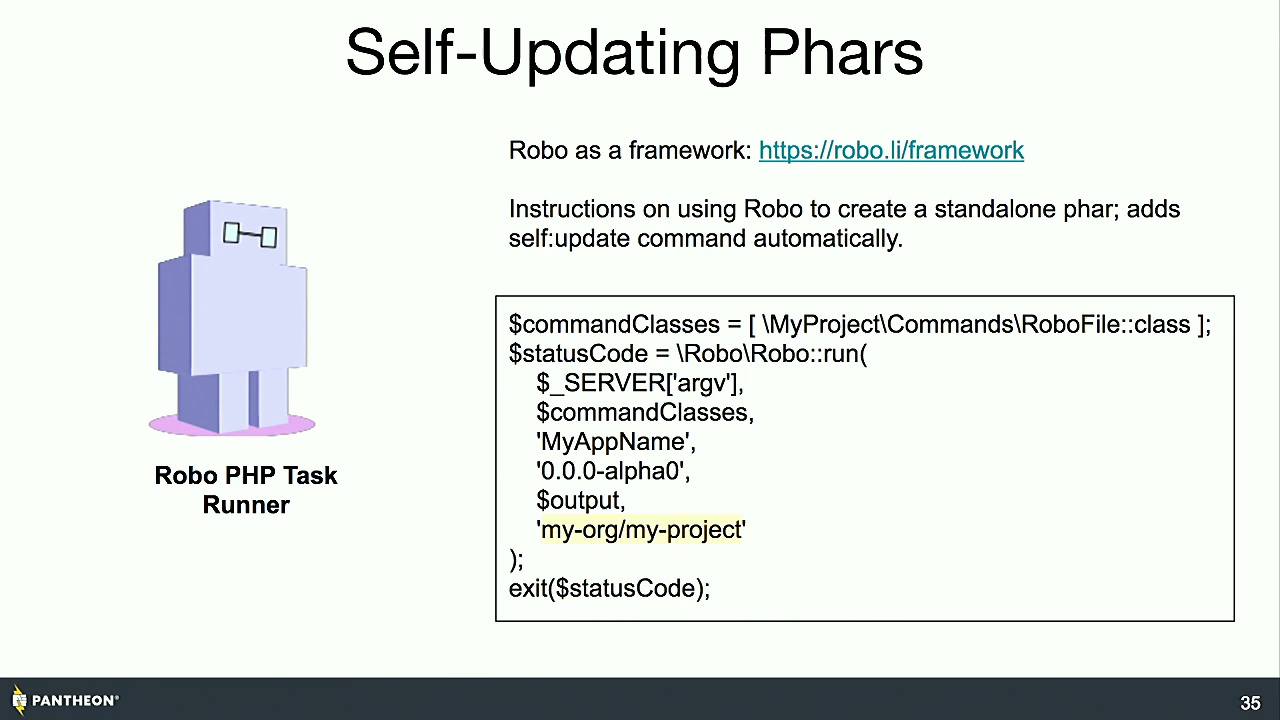 Self-Updating Phars
Robo as a framework: https://robo.li/framework
Instructions on using Robo to create a standalone phar; adds
self:update command automatically.
Robo PHP Task
Runner
$commandClasses = [ \MyProject\Commands\RoboFile::class ];
$statusCode = \Robo\Robo::run(
$_SERVER['argv'],
$commandClasses,
'MyAppName',
'0.0.0-alpha0',
$output,
'my-org/my-project'
);
exit($statusCode);
PANTHEON®
35